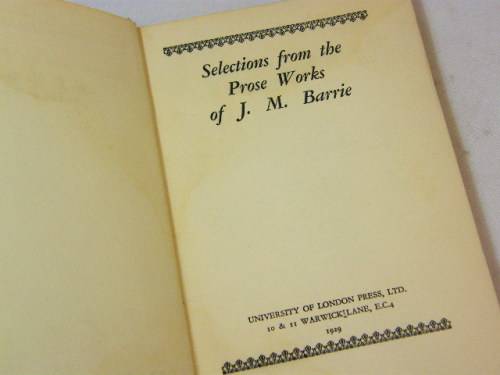 Selections from the
Prose Works
of J. M. Barrie
UNIVERSITY OF LONDON PRESS, LTD.
10 & 11 WARWICK LANE, E.C.4
1929